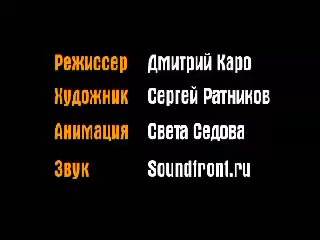 Режиссер Дмитрий Каро
Художник Сергей Ратников
Анимация Света Седова
Звук Soundfront.ru